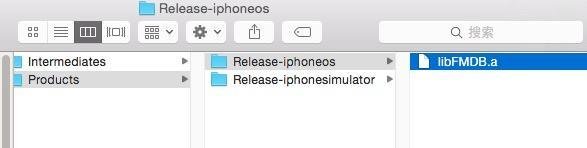 Release-iphoneos
搜索
Intermediates
Products
Release-iphoneos
Release-iphonesimulator
libFMDB.a